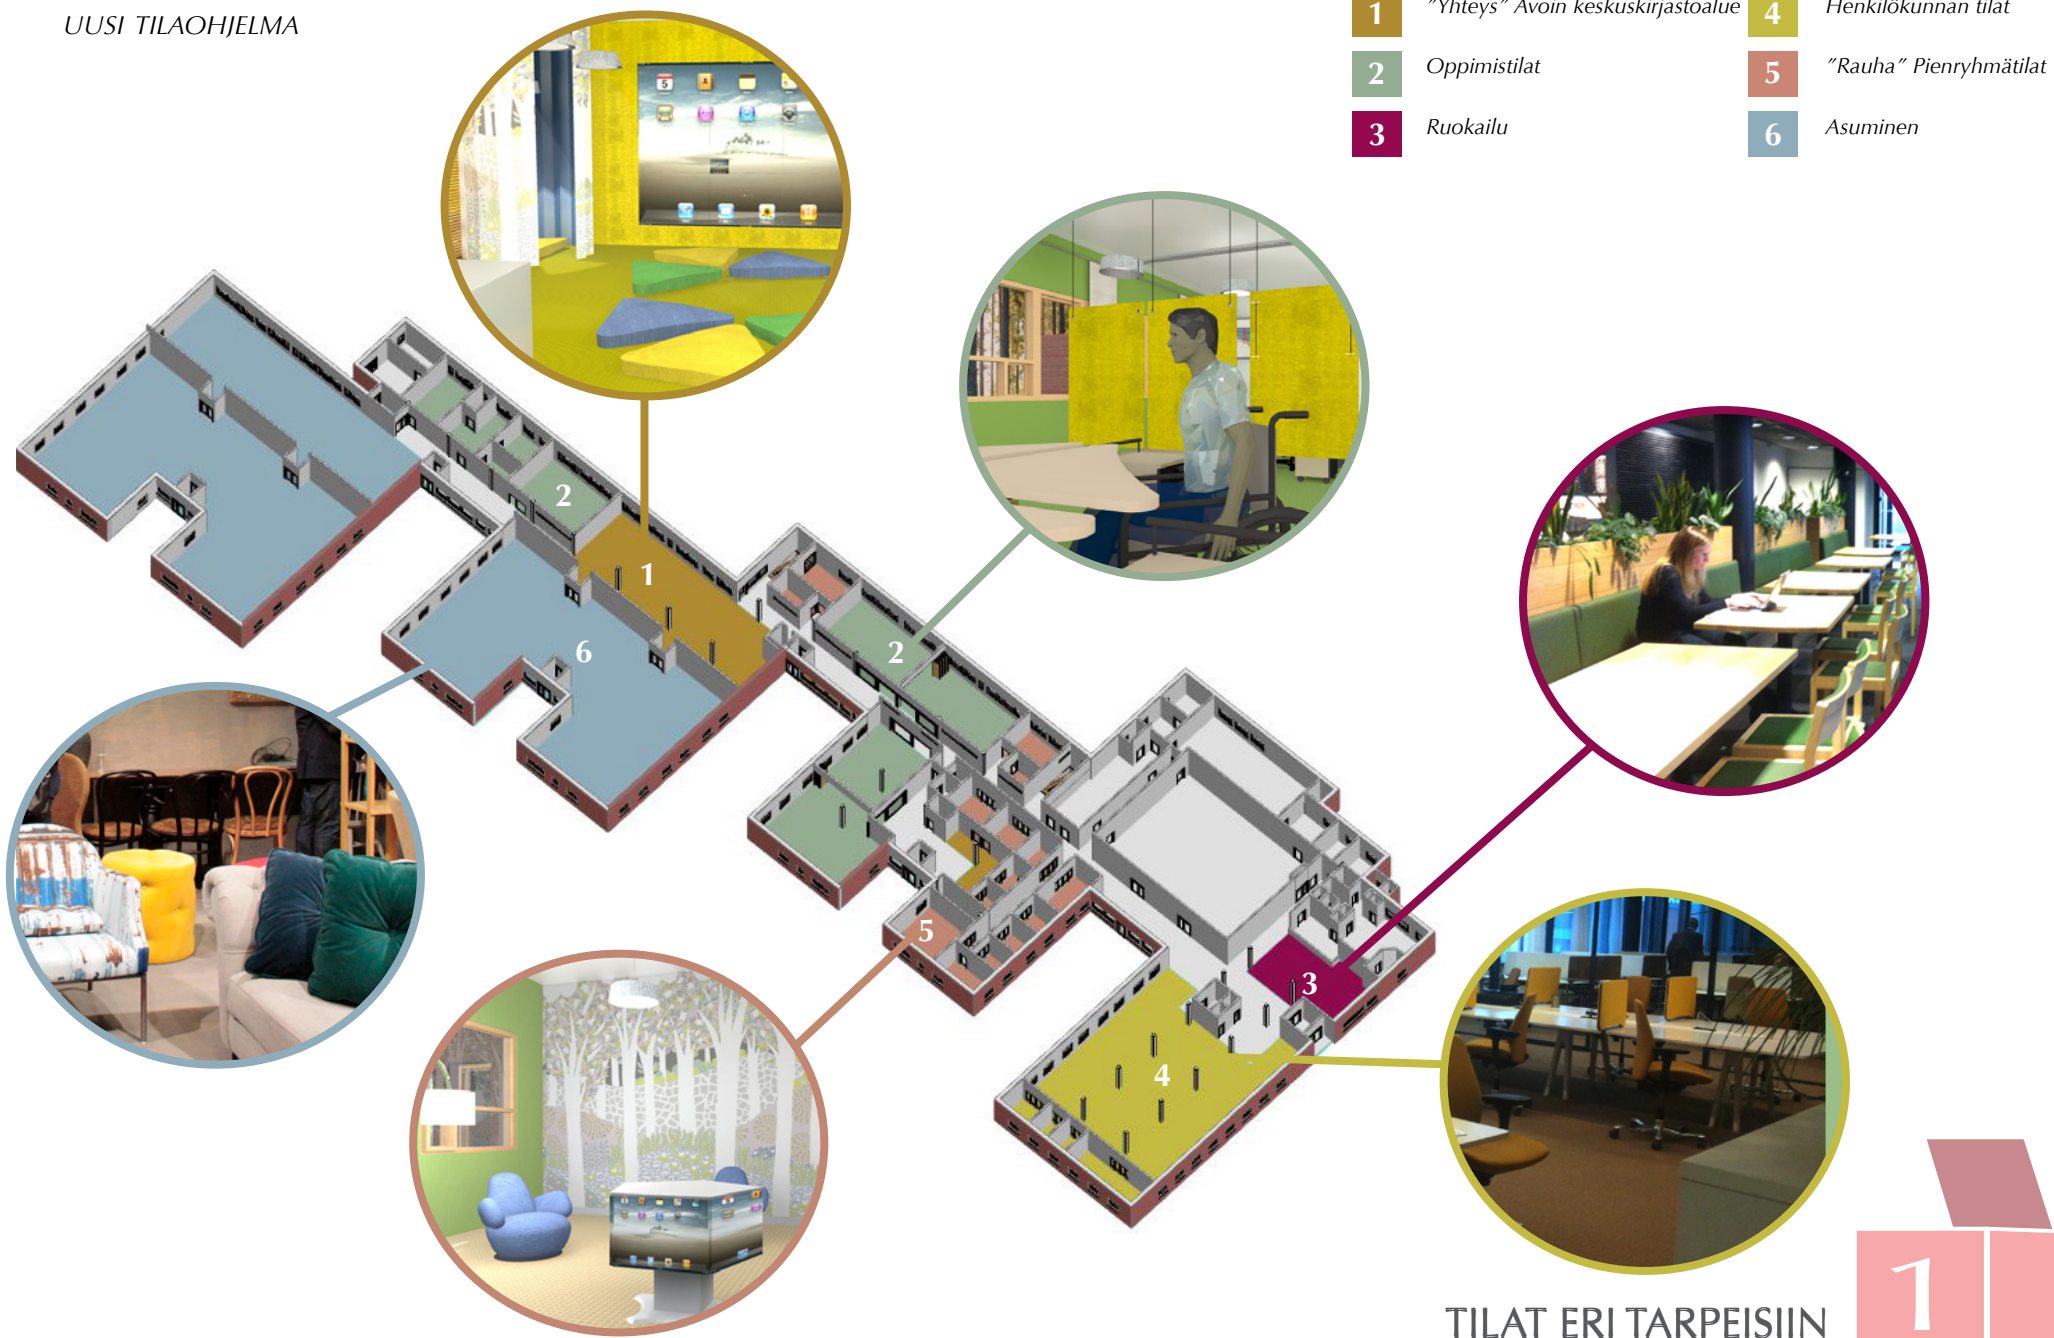 UUSI TILAOHJELMA
1 "Yhteys" Avoin keskuskirjastoalue
4 Henkilökunnan tilat
2 Oppimistilat
5 "Rauha" Pienryhmätilat
3 Ruokailu
6 Asuminen
2
1
2
6
5
3
4
TILAT ERI TARPEISIIN
1